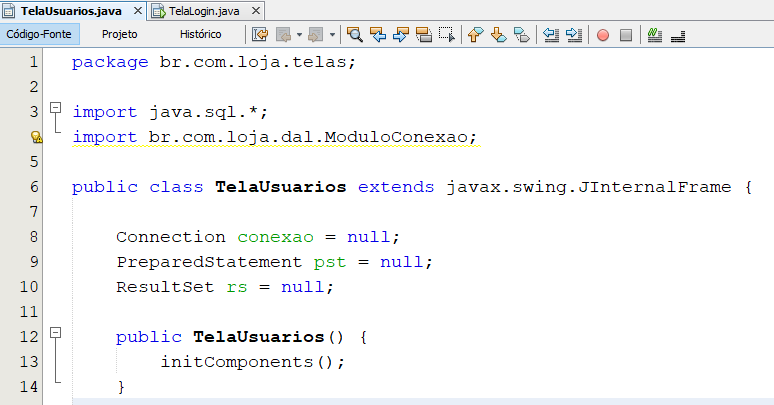 TelaUsuarios.java TelaLogin.java
Código-Fonte Projeto Histórico
1 package br.com.loja.telas;
2
3 import java.sql.*;
import br.com.loja.dal.ModuloConexao;
5
6 public class TelaUsuarios extends javax.swing.JInternalFrame {
7
8 Connection conexao = null;
9 PreparedStatement pst = null;
10 ResultSet rs = null;
11
12 public TelaUsuarios() {
13 initComponents();
14 }